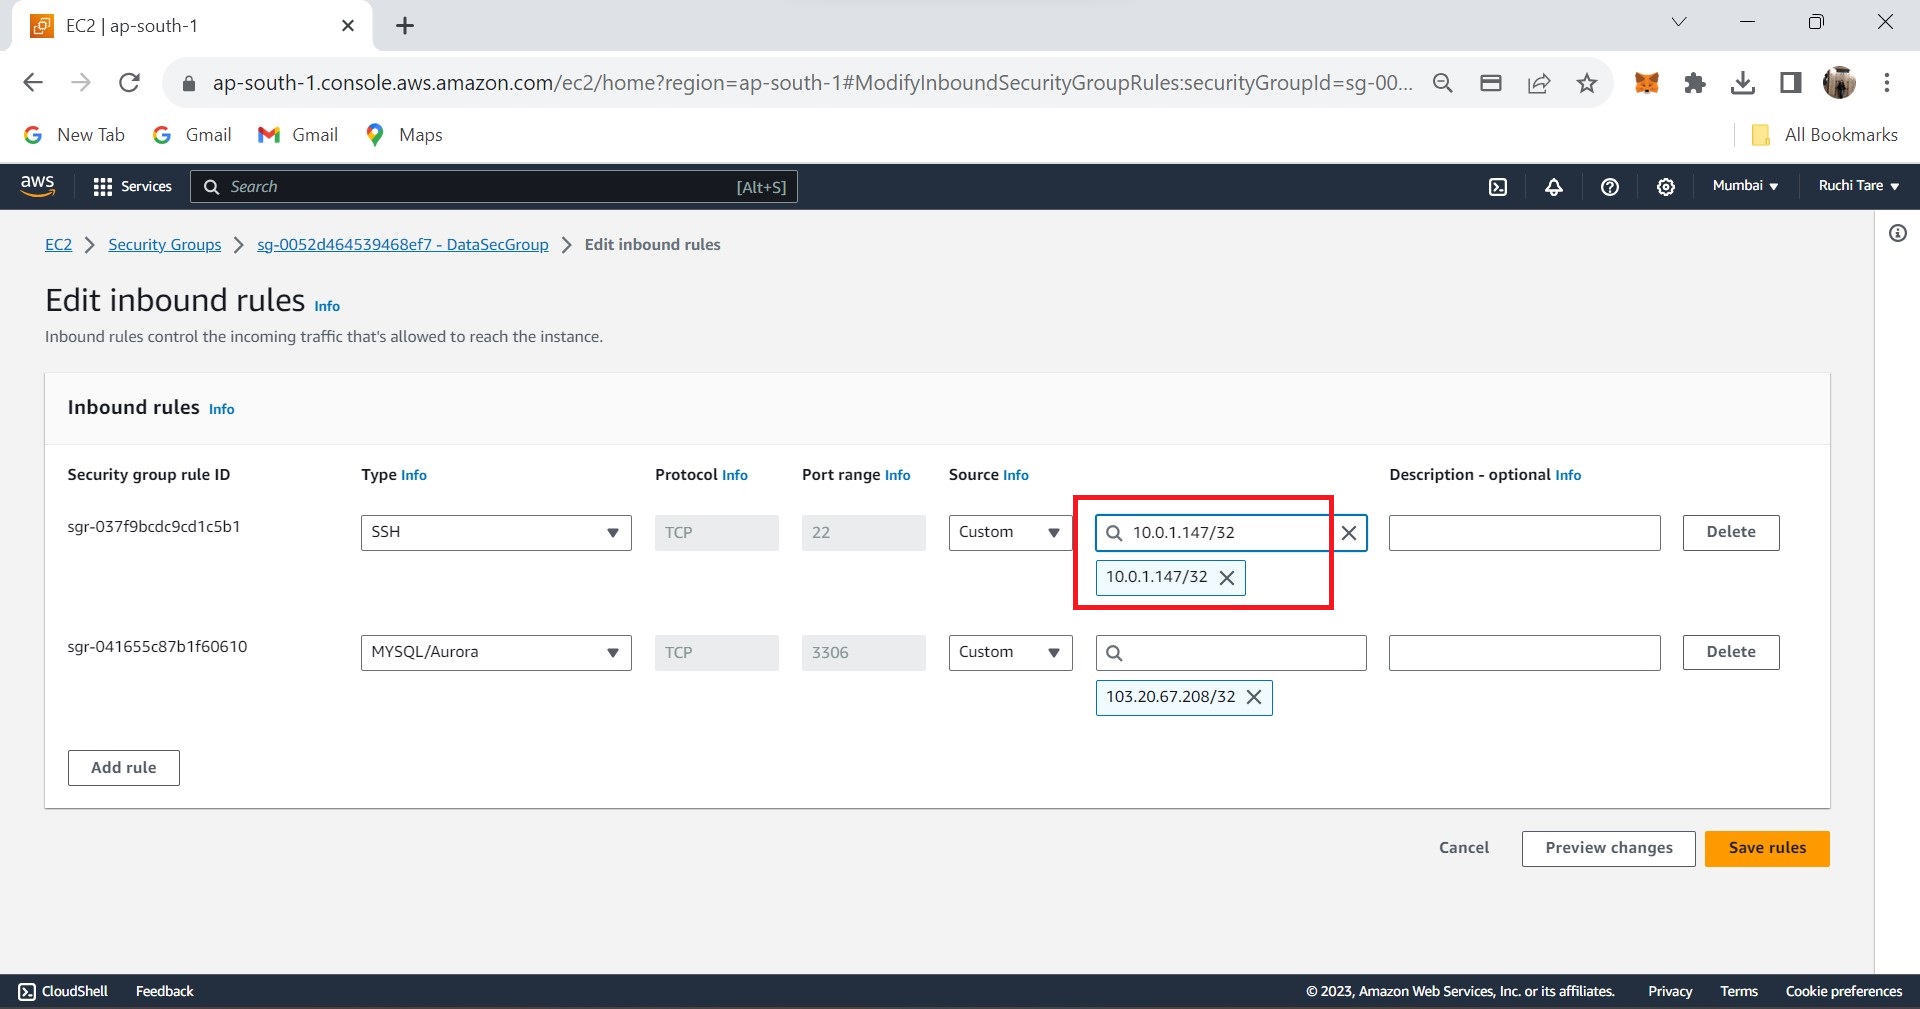 EC2 | ap-south-1
ap-south-1.console.aws.amazon.com/ec2/home?region=ap-south-1#ModifyInboundSecurityGroupRules:securityGroupId=sg-00...
New Tab Gmail Gmail Maps All Bookmarks
aws Services Search [Alt+S] Mumbai Ruchi Tare
EC2 Security Groups sg-0052d464539468ef7 - DataSecGroup Edit inbound rules
Edit inbound rules Info
Inbound rules control the incoming traffic that's allowed to reach the instance.
Inbound rules Info
Security group rule ID Type Info Protocol Info Port range Info Source Info Description - optional Info
sgr-037f9bcdc9cd1c5b1 SSH TCP 22 Custom 10.0.1.147/32 Delete
10.0.1.147/32
sgr-041655c87b1f60610 MYSQL/Aurora TCP 3306 Custom Delete
103.20.67.208/32
Add rule
Cancel Preview changes Save rules
CloudShell Feedback © 2023, Amazon Web Services, Inc. or its affiliates. Privacy Terms Cookie preferences